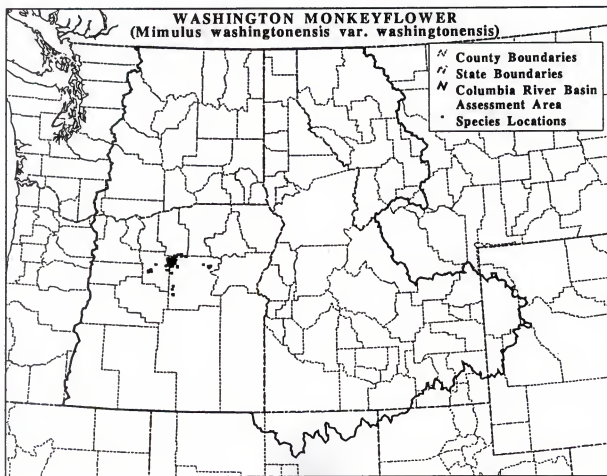 WASHINGTON MONKEYFLOWER
(Mimulus washingtonensis var. washingtonensis)
County Boundaries
State Boundaries
Columbia River Basin
Assessment Area
Species Locations